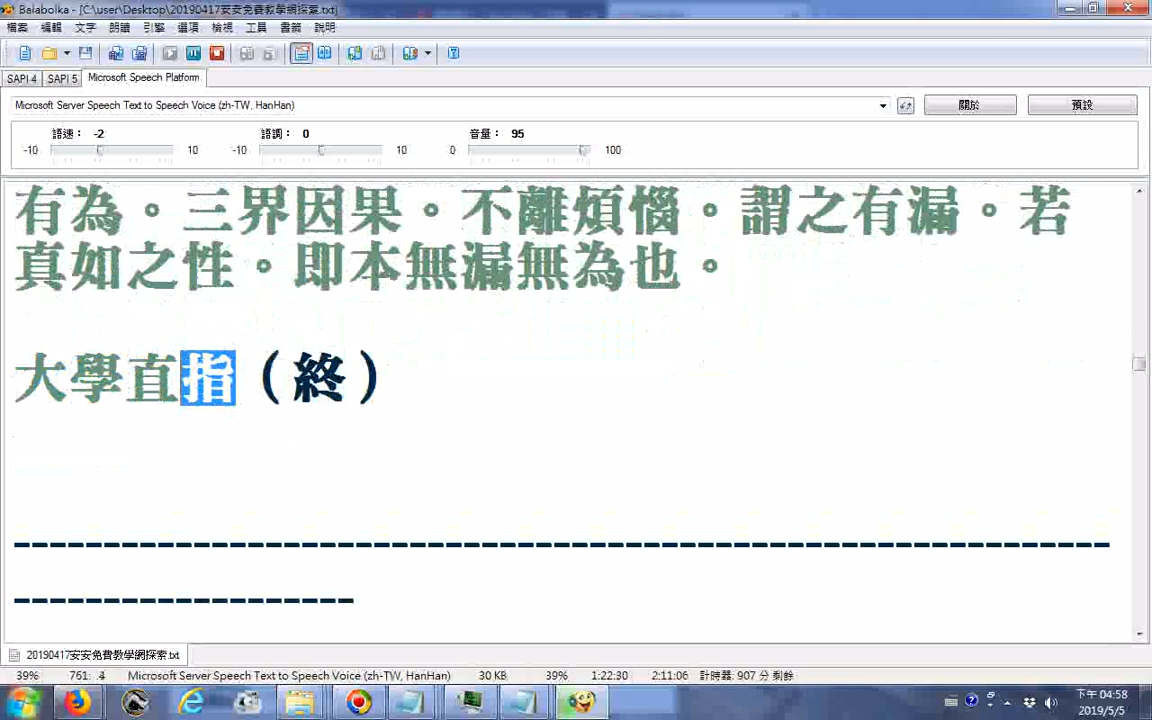 Balabolka - [C:\user\Desktop\20190417安安免費教學網探索.txt]
檔案 編輯 文字 朗讀 引擎 選項 檢視 工具 書籤 說明
SAPI 4 SAPI 5 Microsoft Speech Platform
Microsoft Server Speech Text to Speech Voice (zh-TW, HanHan) 關於 預設
語速： -2 語調： 0 音量： 95
-10 10 -10 10 0 100
有為。三界因果。不離煩惱。謂之有漏。若
真如之性。即本無漏無為也。
大學直指（終）
-------------------------------------------------------------
-------------------
20190417安安免費教學網探索.txt
39% 761: 4 Microsoft Server Speech Text to Speech Voice (zh-TW, HanHan) 30 KB 39% 1:22:30 2:11:06 計時器: 907 分 剩餘
下午 04:58
2019/5/5